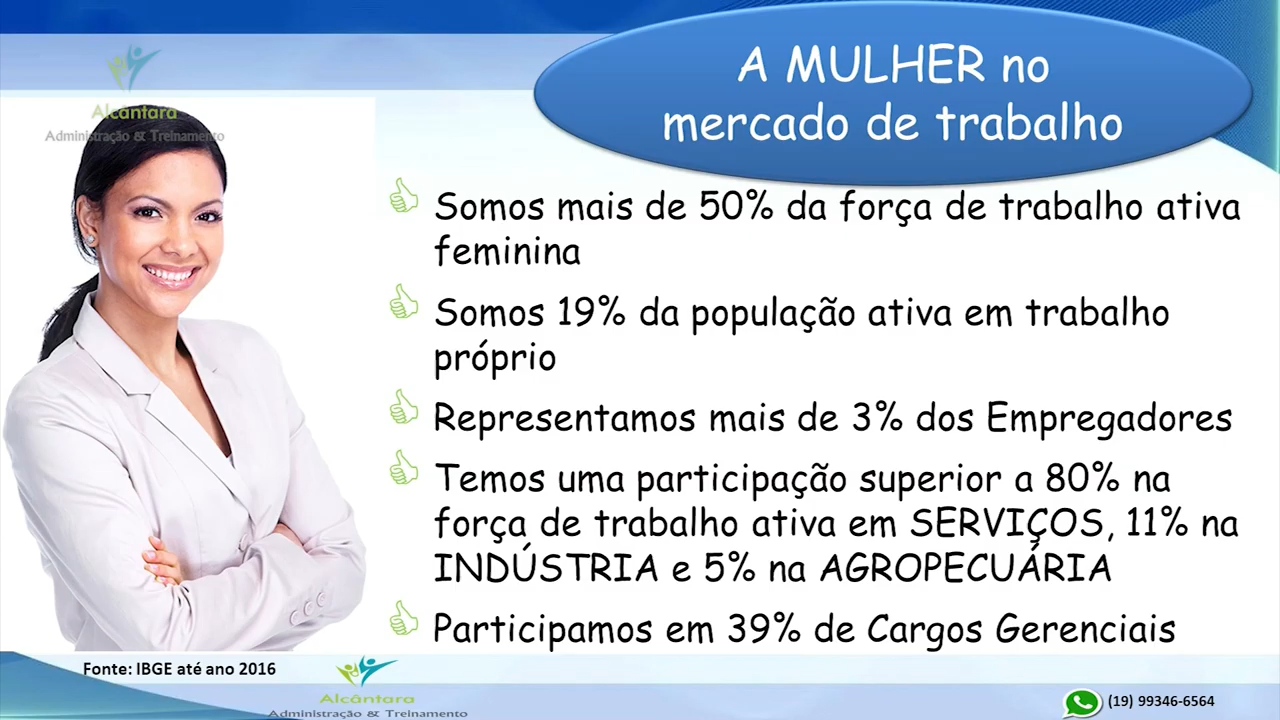 A MULHER no
mercado de trabalho
Alcântara
Administração & Treinamento
Somos mais de 50% da força de trabalho ativa
feminina
Somos 19% da população ativa em trabalho
próprio
Representamos mais de 3% dos Empregadores
Temos uma participação superior a 80% na
força de trabalho ativa em SERVIÇOS, 11% na
INDÚSTRIA e 5% na AGROPECUÁRIA
Participamos em 39% de Cargos Gerenciais
Fonte: IBGE até ano 2016
Alcântara
Administração & Treinamento
(19) 99346-6564